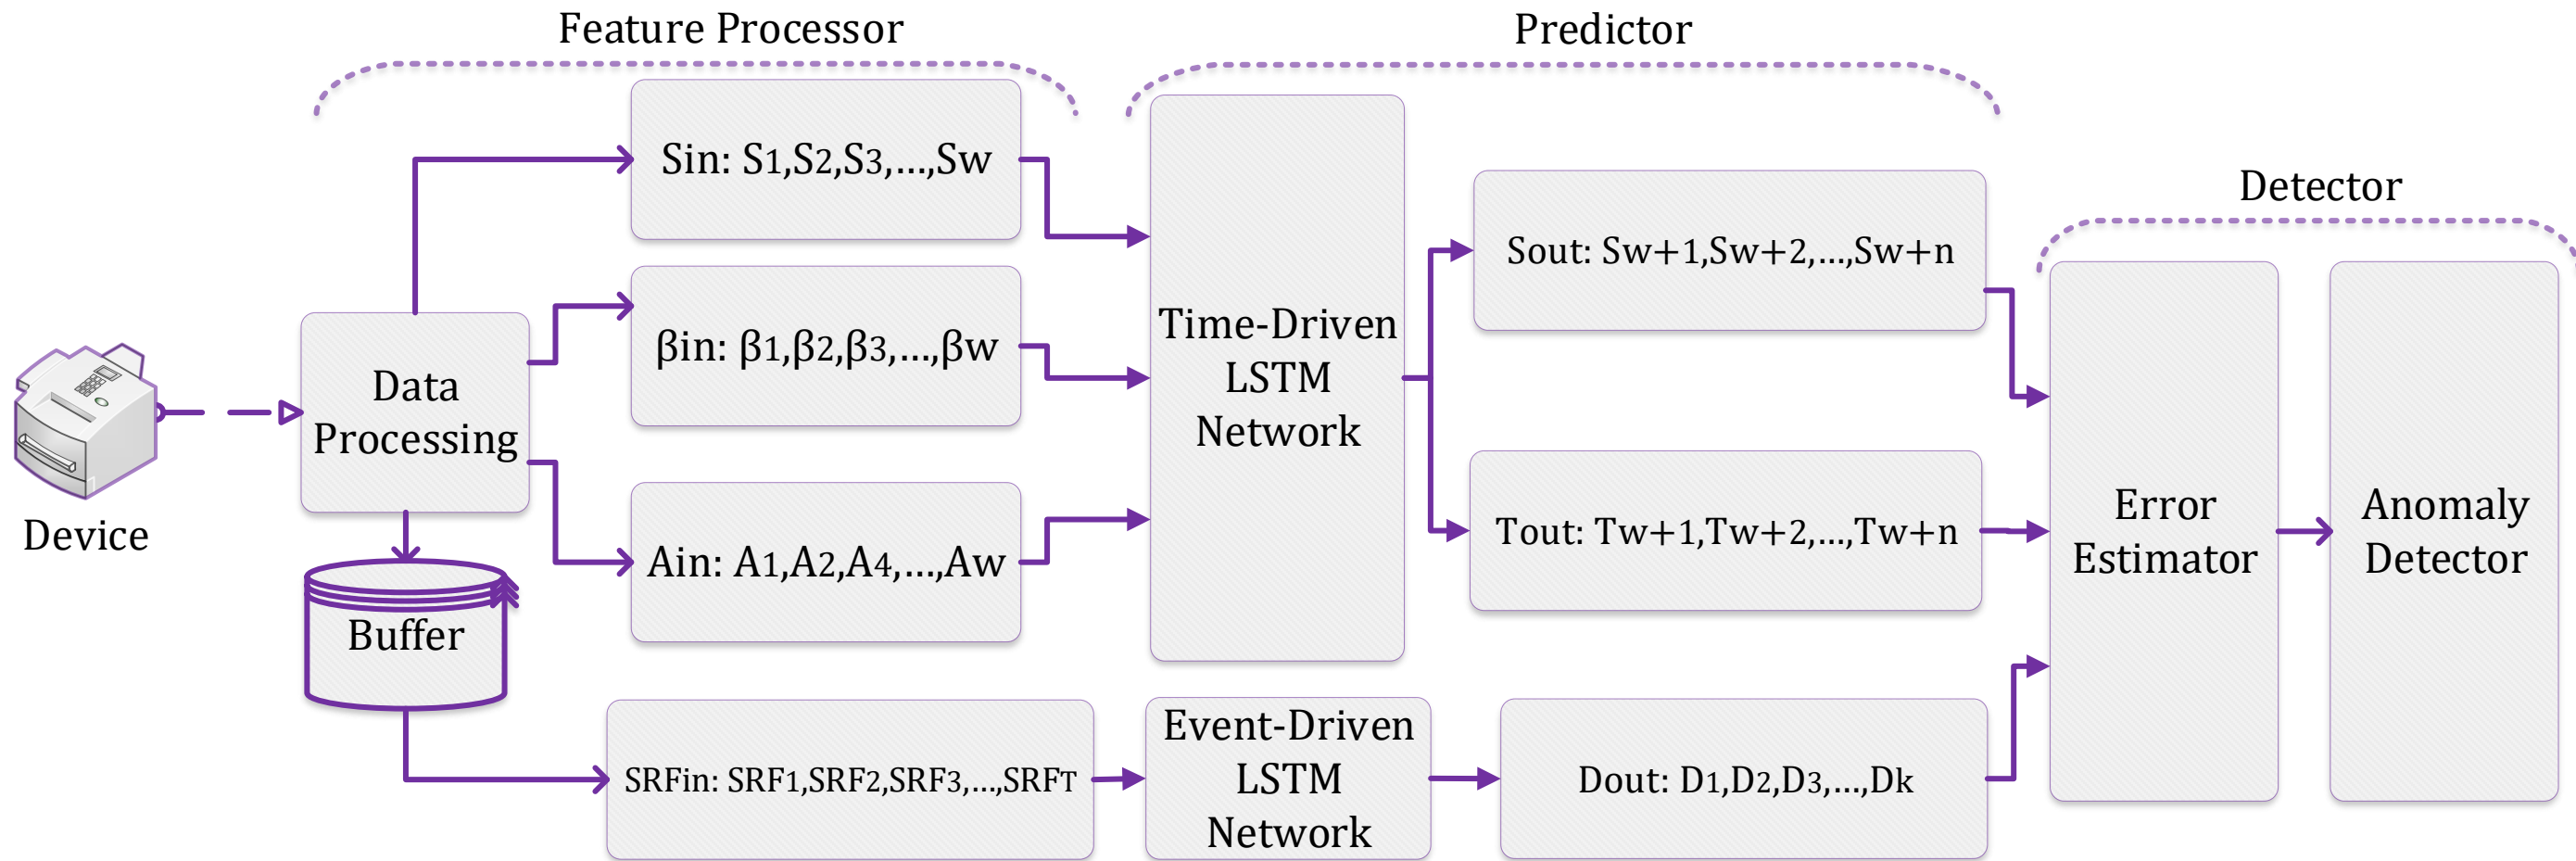 Feature Processor
Predictor
Detector
Sin: S1,S2,S3,...,Sw
βin: β1,β2,β3,...,βw
Ain: A1,A2,A4,...,Aw
Data
Processing
Device
Buffer
SRFin: SRF1,SRF2,SRF3,...,SRFT
Time-Driven
LSTM
Network
Event-Driven
LSTM
Network
Sout: Sw+1,Sw+2,...,Sw+n
Tout: Tw+1,Tw+2,...,Tw+n
Dout: D1,D2,D3,...,Dk
Error
Estimator
Anomaly
Detector